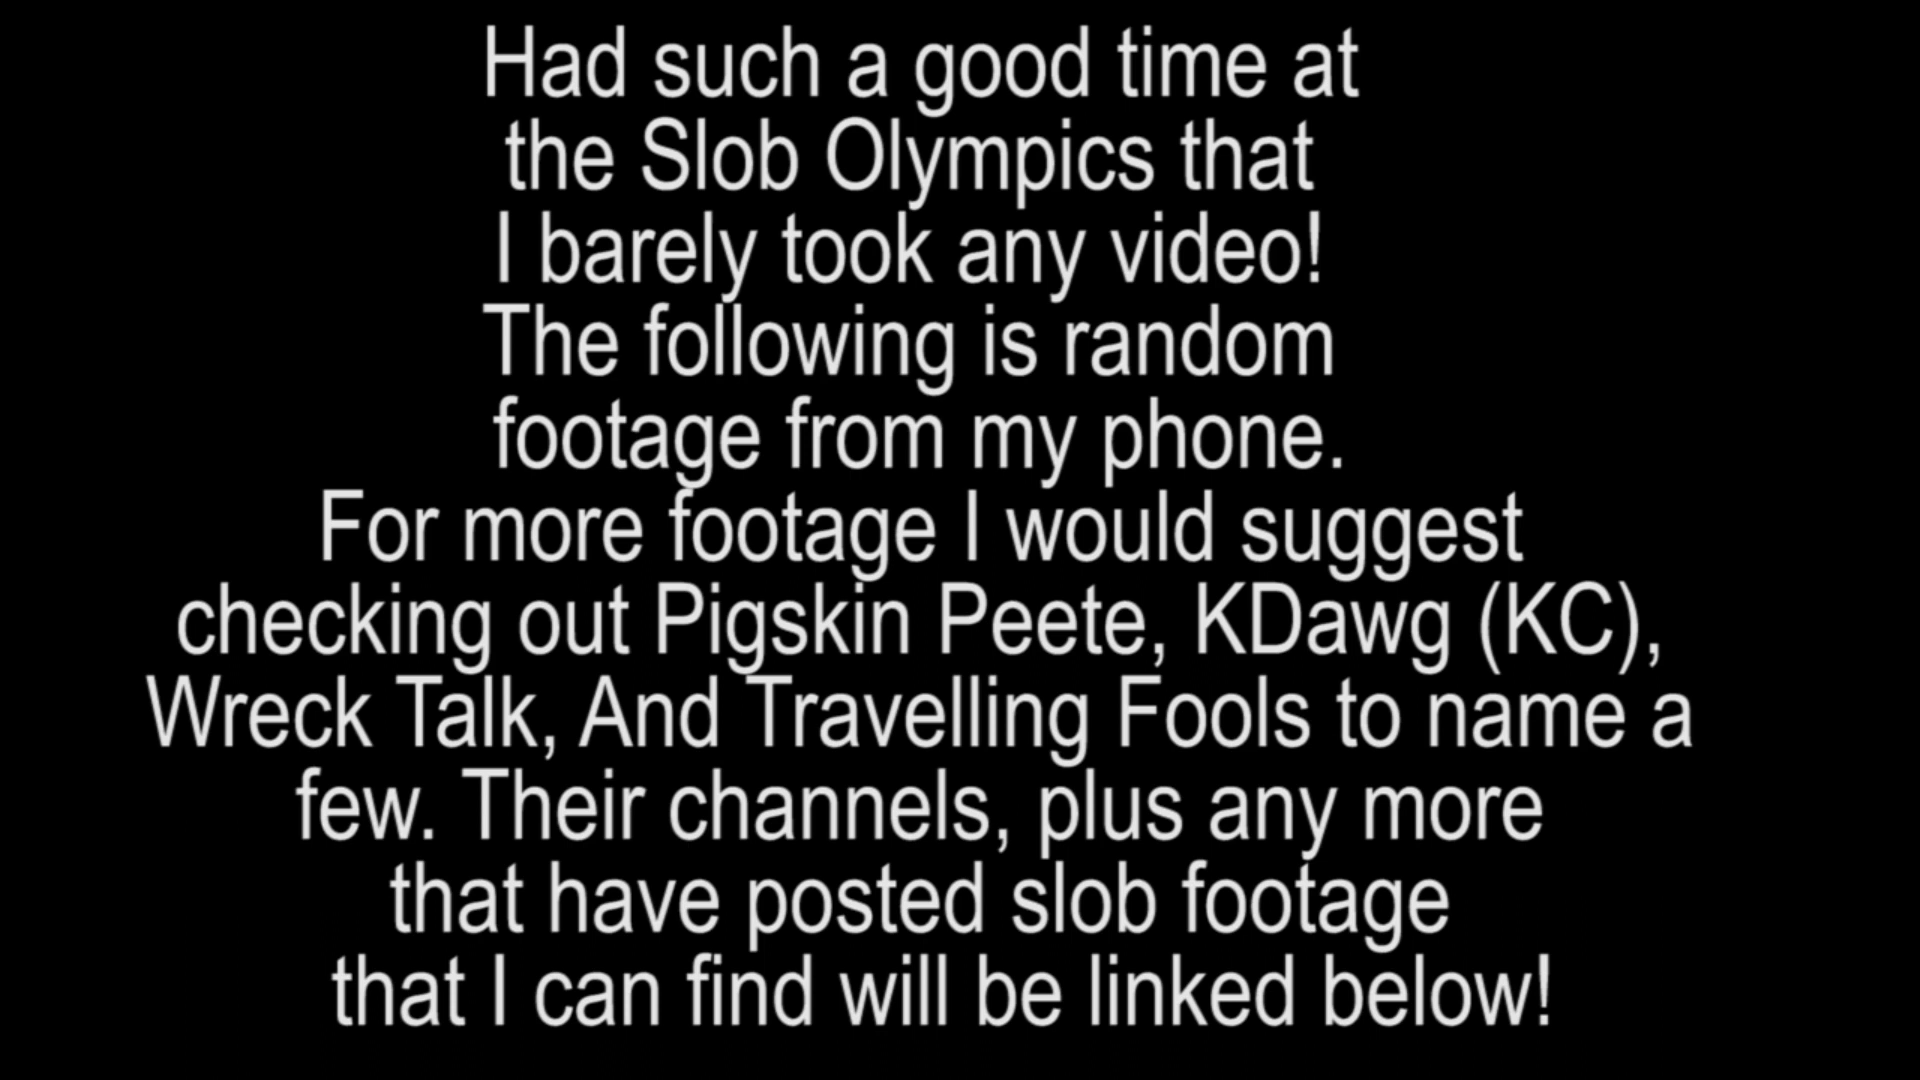 Had such a good time at
the Slob Olympics that
I barely took any video!
The following is random
footage from my phone.
For more footage I would suggest
checking out Pigskin Peete, KDawg (KC),
Wreck Talk, And Travelling Fools to name a
few. Their channels, plus any more
that have posted slob footage
that I can find will be linked below!